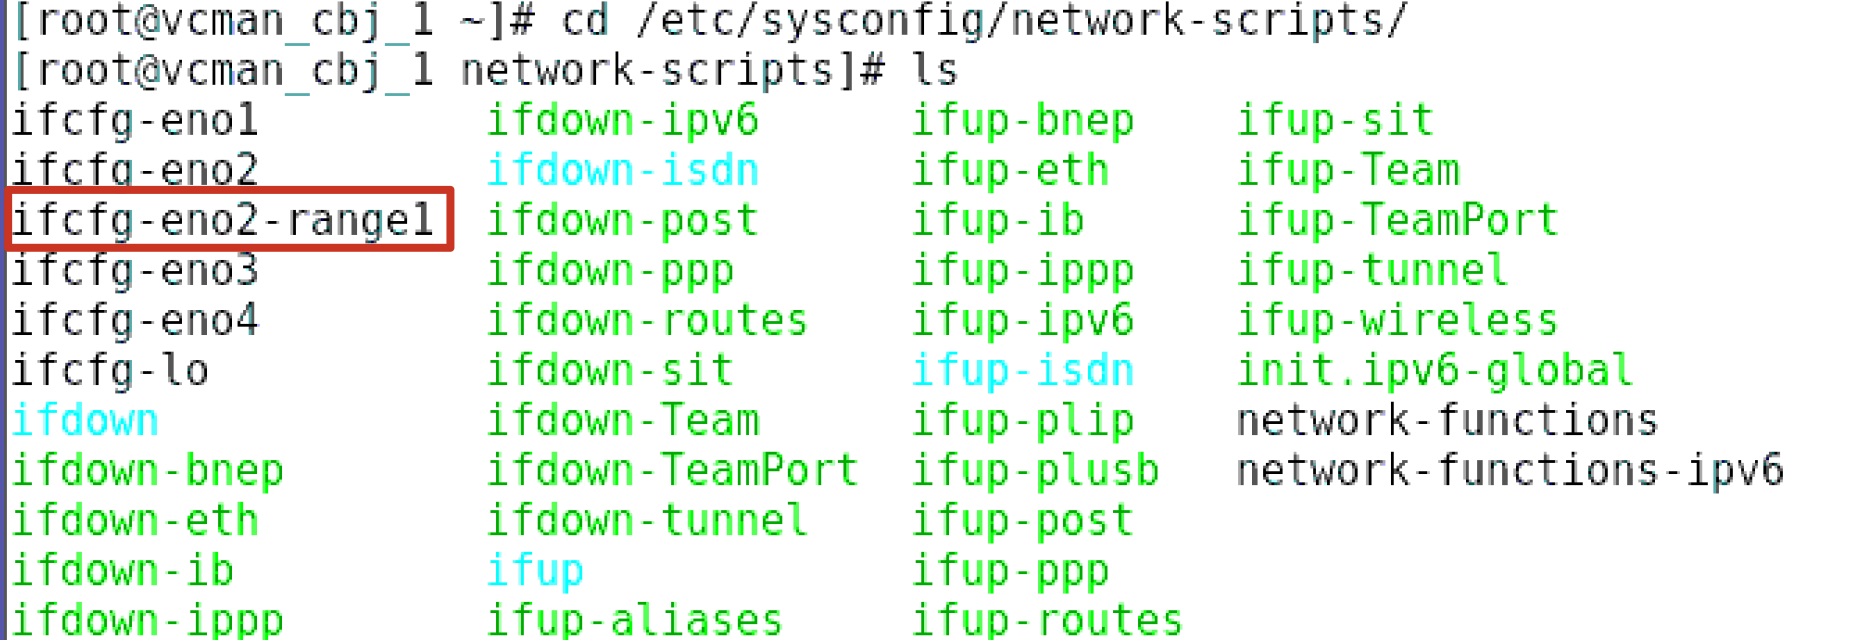 [root@vcman_cbj_1 ~]# cd /etc/sysconfig/network-scripts/
[root@vcman_cbj_1 network-scripts]# ls
ifcfg-eno1 ifdown-ipv6 ifup-bnep ifup-sit
ifcfg-eno2 ifdown-isdn ifup-eth ifup-Team
ifcfg-eno2-range1 ifdown-post ifup-ib ifup-TeamPort
ifcfg-eno3 ifdown-ppp ifup-ippp ifup-tunnel
ifcfg-eno4 ifdown-routes ifup-ipv6 ifup-wireless
ifcfg-lo ifdown-sit ifup-isdn init.ipv6-global
ifdown ifdown-Team ifup-plip network-functions
ifdown-bnep ifdown-TeamPort ifup-plusb network-functions-ipv6
ifdown-eth ifdown-tunnel ifup-post
ifdown-ib ifup ifup-ppp
ifdown-ippp ifup-aliases ifup-routes